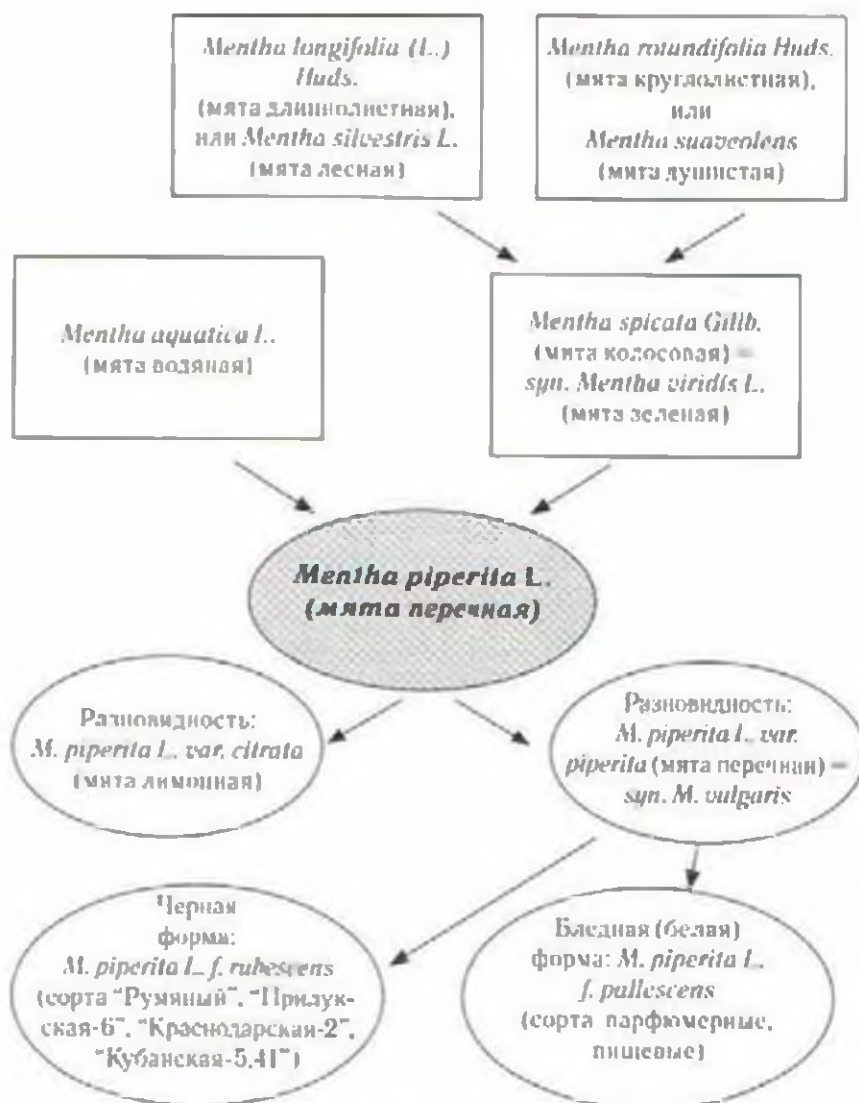 Mentha longifolia (L.)
Huds.
(мята длиннолистная),
или Mentha silvestris L.
(мята лесная)
Mentha rotundifolia Huds.
(мята круглолистная),
или
Mentha suaveolens
(мята душистая)
Mentha aquatica L.
(мята водяная)
Mentha spicata Gilib.
(мята колосовая) =
syn. Mentha viridis L.
(мята зеленая)
Mentha piperita L.
(мята перечная)
Разновидность:
M. piperita L. var. citrata
(мята лимонная)
Разновидность:
M. piperita L. var.
piperita (мята перечная) =
syn. M. vulgaris
Черная
форма:
M. piperita L. f. rubescens
(сорта "Румяный", "Прилук-
ская-6", "Краснодарская-2",
"Кубанская-5,41")
Бледная (белая)
форма: M. piperita L.
f. pallescens
(сорта парфюмерные,
пищевые)